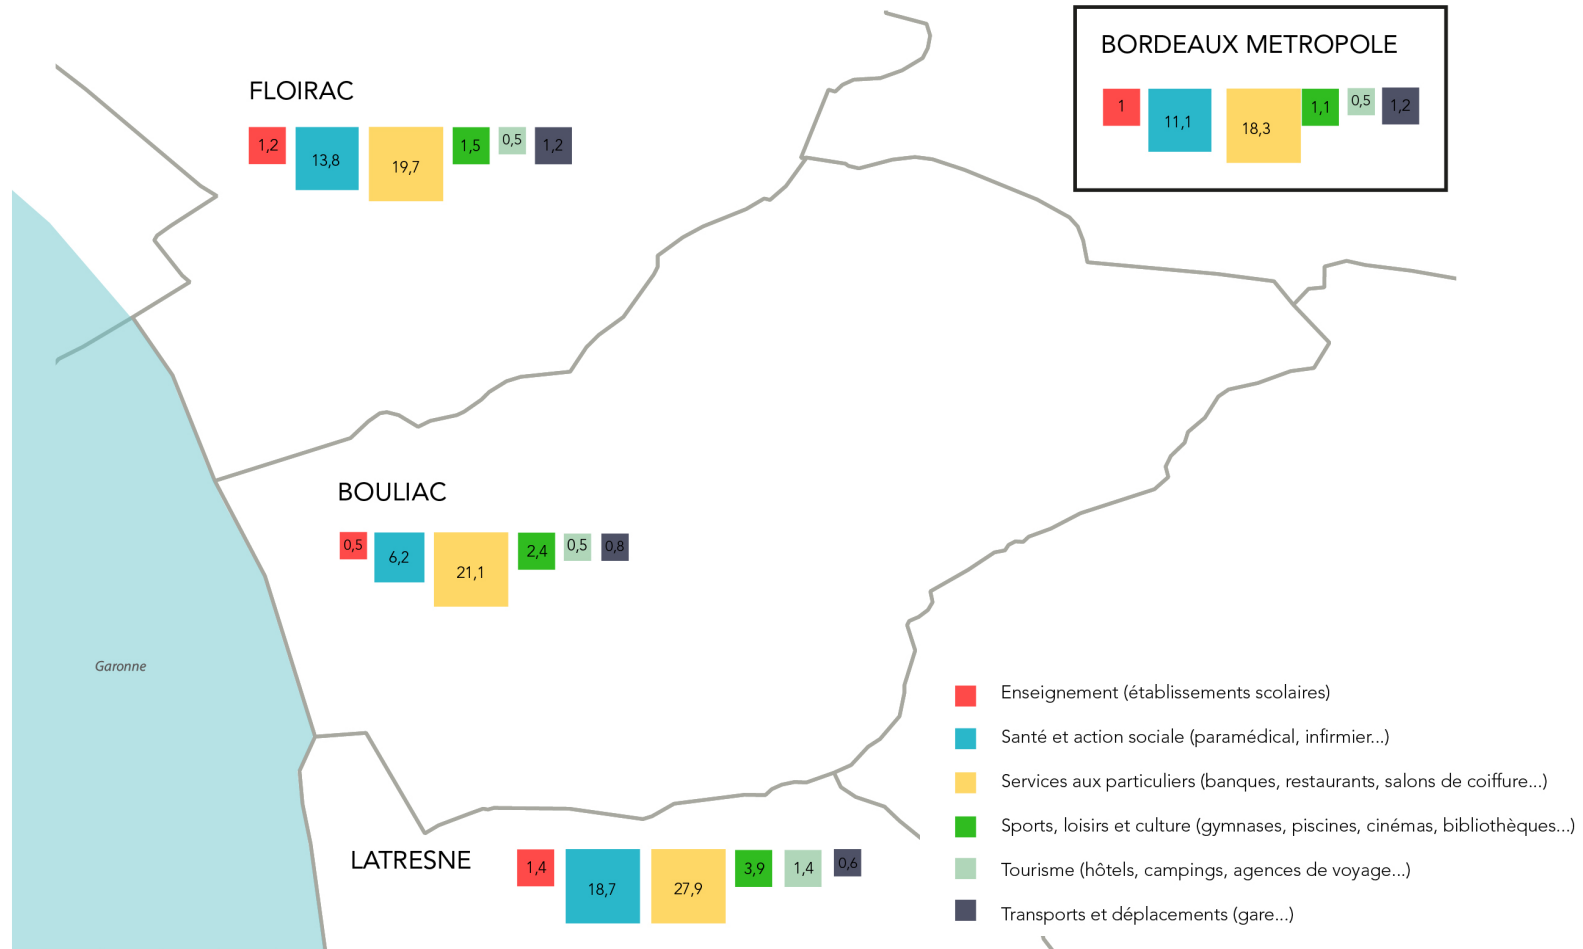 BORDEAUX METROPOLE
1 11,1 18,3 1,1 0,5 1,2
FLOIRAC
1,2 13,8 19,7 1,5 0,5 1,2
BOULIAC
0,5 6,2 21,1 2,4 0,5 0,8
Garonne
LATRESNE
1,4 18,7 27,9 3,9 1,4 0,6
Enseignement (établissements scolaires)
Santé et action sociale (paramédical, infirmier...)
Services aux particuliers (banques, restaurants, salons de coiffure...)
Sports, loisirs et culture (gymnases, piscines, cinémas, bibliothèques...)
Tourisme (hôtels, campings, agences de voyage...)
Transports et déplacements (gare...)